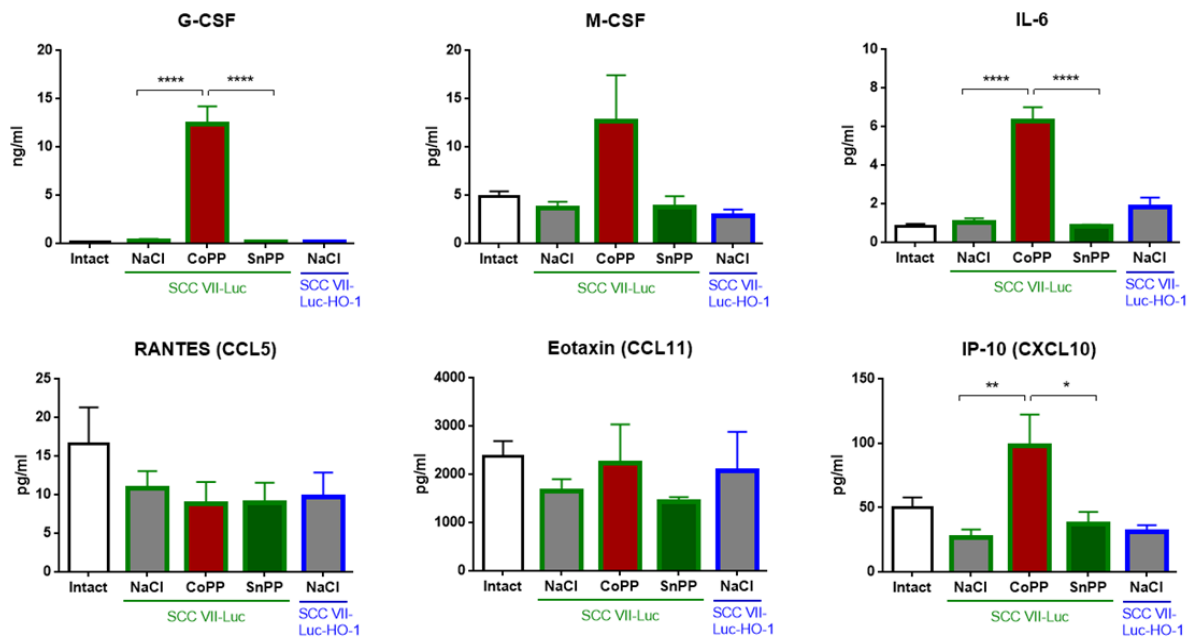 G-CSF
20
15
10
5
0
ng/ml
**** ****
Intact NaCl CoPP SnPP NaCl
SCC VII-Luc
SCC VII-
Luc-HO-1
M-CSF
20
15
10
5
0
pg/ml
Intact NaCl CoPP SnPP NaCl
SCC VII-Luc
SCC VII-
Luc-HO-1
IL-6
10
8
6
4
2
0
pg/ml
**** ****
Intact NaCl CoPP SnPP NaCl
SCC VII-Luc
SCC VII-
Luc-HO-1
RANTES (CCL5)
25
20
15
10
5
0
pg/ml
Intact NaCl CoPP SnPP NaCl
SCC VII-Luc
SCC VII-
Luc-HO-1
Eotaxin (CCL11)
4000
3000
2000
1000
0
pg/ml
Intact NaCl CoPP SnPP NaCl
SCC VII-Luc
SCC VII-
Luc-HO-1
IP-10 (CXCL10)
150
100
50
0
pg/ml
** *
Intact NaCl CoPP SnPP NaCl
SCC VII-Luc
SCC VII-
Luc-HO-1